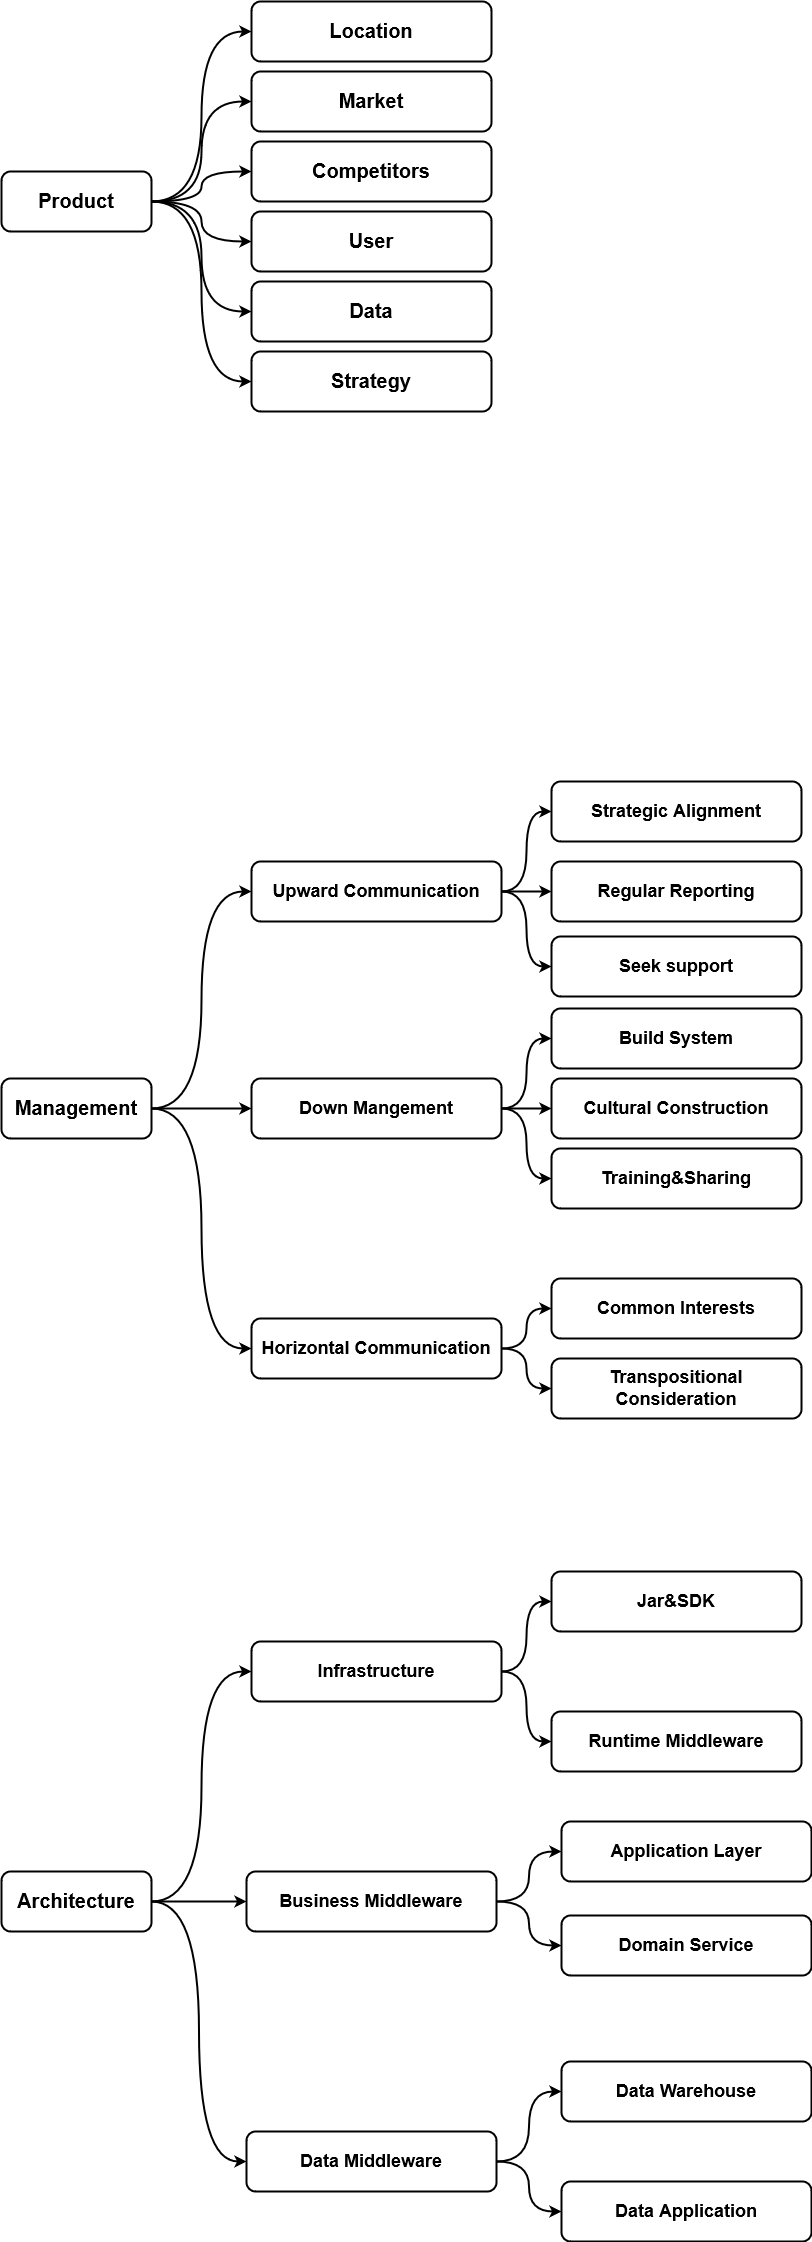 Location
Market
Competitors
Product
User
Data
Strategy
Strategic Alignment
Upward Communication
Regular Reporting
Seek support
Build System
Management
Down Mangement
Cultural Construction
Training&Sharing
Common Interests
Horizontal Communication
Transpositional
Consideration
Jar&SDK
Infrastructure
Runtime Middleware
Application Layer
Architecture
Business Middleware
Domain Service
Data Warehouse
Data Middleware
Data Application